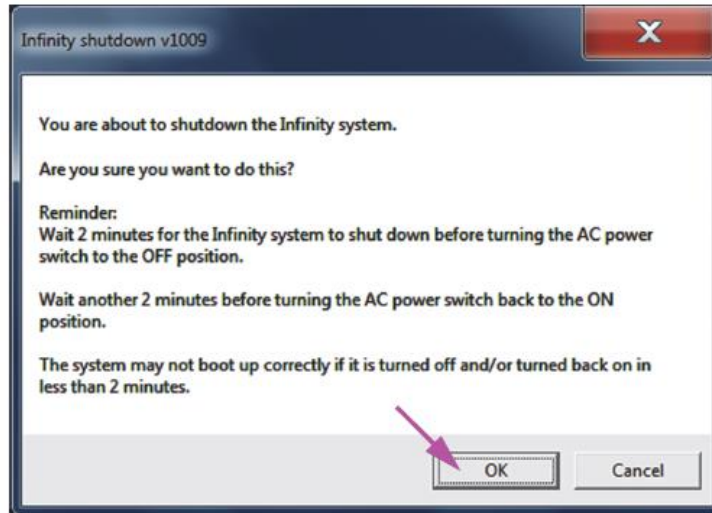 Infinity shutdown v1009
You are about to shutdown the Infinity system.
Are you sure you want to do this?
Reminder:
Wait 2 minutes for the Infinity system to shut down before turning the AC power
switch to the OFF position.
Wait another 2 minutes before turning the AC power switch back to the ON
position.
The system may not boot up correctly if it is turned off and/or turned back on in
less than 2 minutes.
OK Cancel